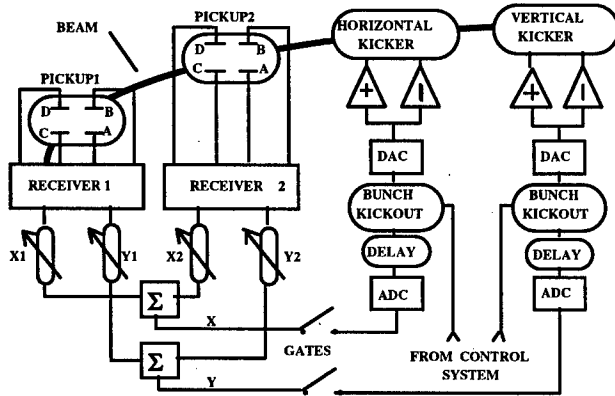 PICKUP2
BEAM
D B
C A
HORIZONTAL
KICKER
VERTICAL
KICKER
PICKUP1
D B
C A
+ −
+ −
DAC
DAC
RECEIVER 1
RECEIVER 2
BUNCH
KICKOUT
BUNCH
KICKOUT
X1
Y1
X2
Y2
DELAY
DELAY
Σ
ADC
ADC
X
GATES
FROM CONTROL
SYSTEM
Σ
Y